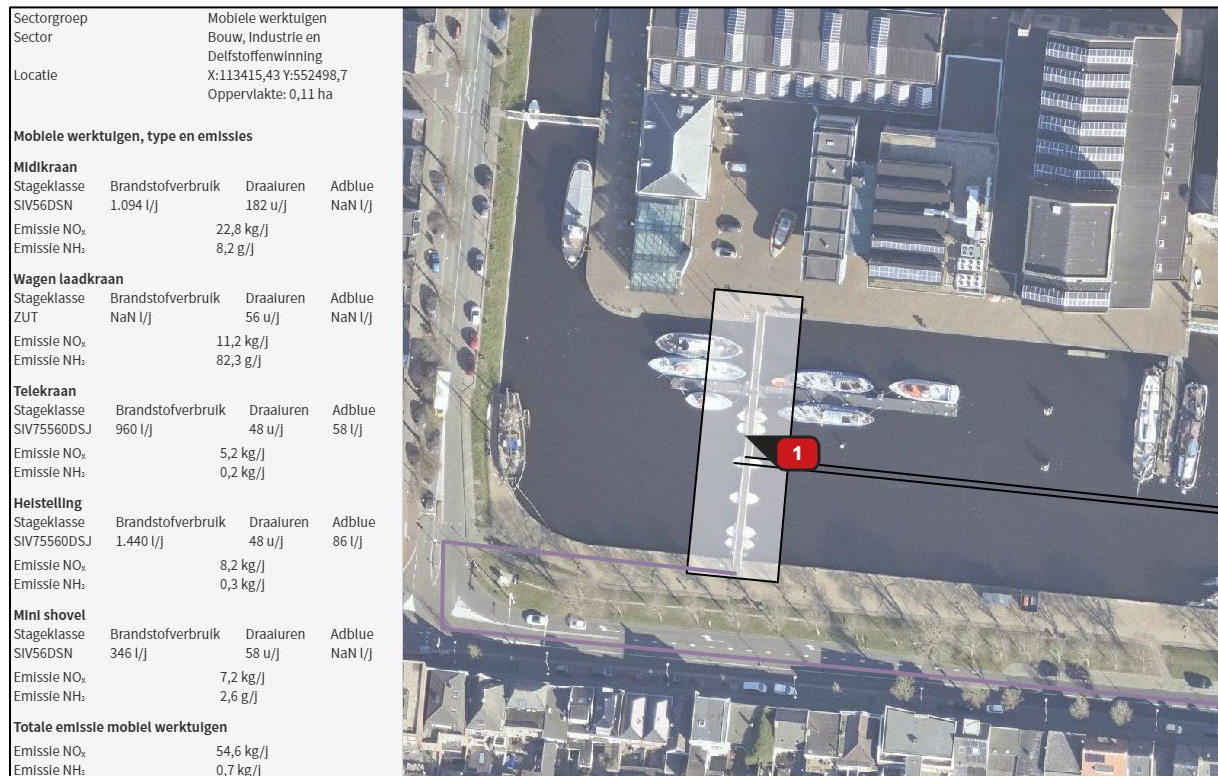 Sectorgroep Mobiele werktuigen
Sector Bouw, Industrie en
Delfstoffenwinning
Locatie X:113415,43 Y:552498,7
Oppervlakte: 0,11 ha
Mobiele werktuigen, type en emissies
Midikraan
Stageklasse Brandstofverbruik Draaiuren Adblue
SIV56DSN 1.094 l/j 182 u/j NaN l/j
Emissie NOₓ 22,8 kg/j
Emissie NH₃ 8,2 g/j
Wagen laadkraan
Stageklasse Brandstofverbruik Draaiuren Adblue
ZUT NaN l/j 56 u/j NaN l/j
Emissie NOₓ 11,2 kg/j
Emissie NH₃ 82,3 g/j
Telekraan
Stageklasse Brandstofverbruik Draaiuren Adblue
SIV75560DSJ 960 l/j 48 u/j 58 l/j
Emissie NOₓ 5,2 kg/j
Emissie NH₃ 0,2 kg/j
Heistelling
Stageklasse Brandstofverbruik Draaiuren Adblue
SIV75560DSJ 1.440 l/j 48 u/j 86 l/j
Emissie NOₓ 8,2 kg/j
Emissie NH₃ 0,3 kg/j
Mini shovel
Stageklasse Brandstofverbruik Draaiuren Adblue
SIV56DSN 346 l/j 58 u/j NaN l/j
Emissie NOₓ 7,2 kg/j
Emissie NH₃ 2,6 g/j
Totale emissie mobiel werktuigen
Emissie NOₓ 54,6 kg/j
Emissie NH₃ 0,7 kg/j
1